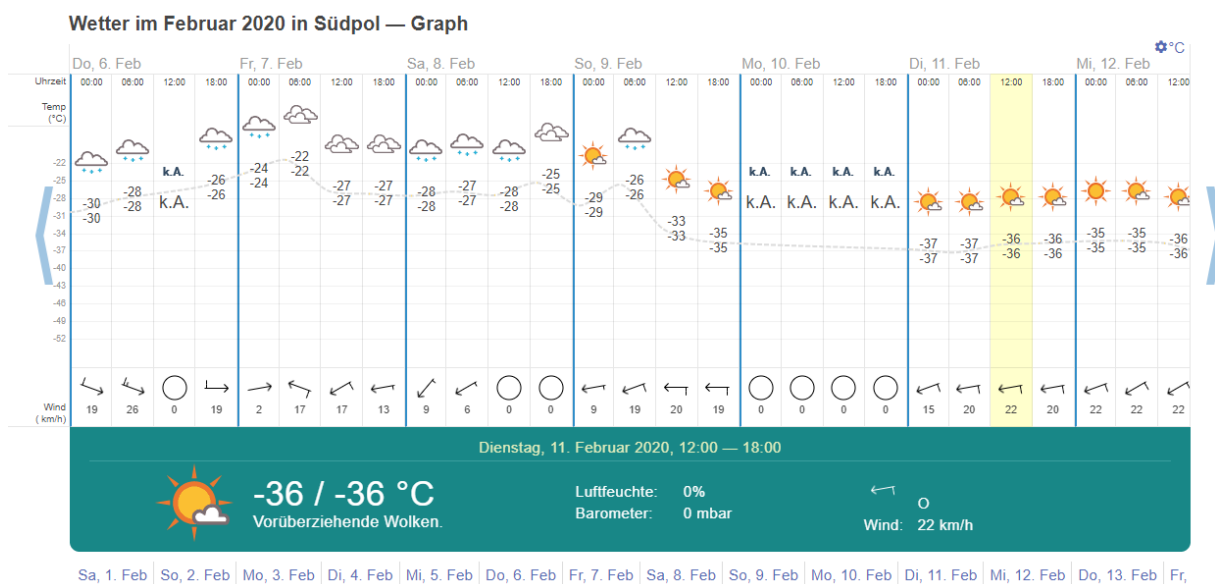 Wetter im Februar 2020 in Südpol — Graph
°C
Do, 6. Feb Fr, 7. Feb Sa, 8. Feb So, 9. Feb Mo, 10. Feb Di, 11. Feb Mi, 12. Feb
Uhrzeit 00:00 06:00 12:00 18:00 00:00 06:00 12:00 18:00 00:00 06:00 12:00 18:00 00:00 06:00 12:00 18:00 00:00 06:00 12:00 18:00 00:00 06:00 12:00 18:00 00:00 06:00 12:00
Temp
(°C)
-22
-25
-28
-31
-34
-37
-40
-43
-46
-49
-52
k.A. k.A. k.A. k.A. k.A.
-30 -28 k.A. -26 -24 -22 -27 -27 -28 -27 -28 -25 -29 -26 -33 -35 k.A. k.A. k.A. k.A. -37 -37 -36 -36 -35 -35 -36
-30 -28 -26 -24 -22 -27 -27 -28 -27 -28 -25 -29 -26 -33 -35 -37 -37 -36 -36 -35 -35 -36
Wind
(km/h)
19 26 0 19 2 17 17 13 9 6 0 0 9 19 20 19 0 0 0 0 15 20 22 20 22 22 22
Dienstag, 11. Februar 2020, 12:00 — 18:00
-36 / -36 °C
Vorüberziehende Wolken.
Luftfeuchte: 0%
Barometer: 0 mbar
O
Wind: 22 km/h
Sa, 1. Feb So, 2. Feb Mo, 3. Feb Di, 4. Feb Mi, 5. Feb Do, 6. Feb Fr, 7. Feb Sa, 8. Feb So, 9. Feb Mo, 10. Feb Di, 11. Feb Mi, 12. Feb Do, 13. Feb Fr,